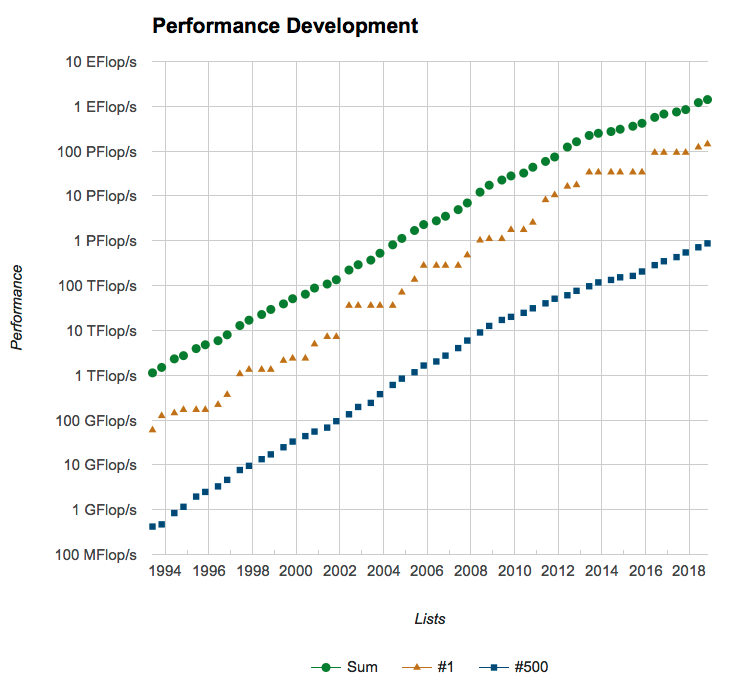 Performance Development
10 EFlop/s
1 EFlop/s
100 PFlop/s
10 PFlop/s
1 PFlop/s
100 TFlop/s
10 TFlop/s
1 TFlop/s
100 GFlop/s
10 GFlop/s
1 GFlop/s
100 MFlop/s
Performance
1994 1996 1998 2000 2002 2004 2006 2008 2010 2012 2014 2016 2018
Lists
Sum #1 #500